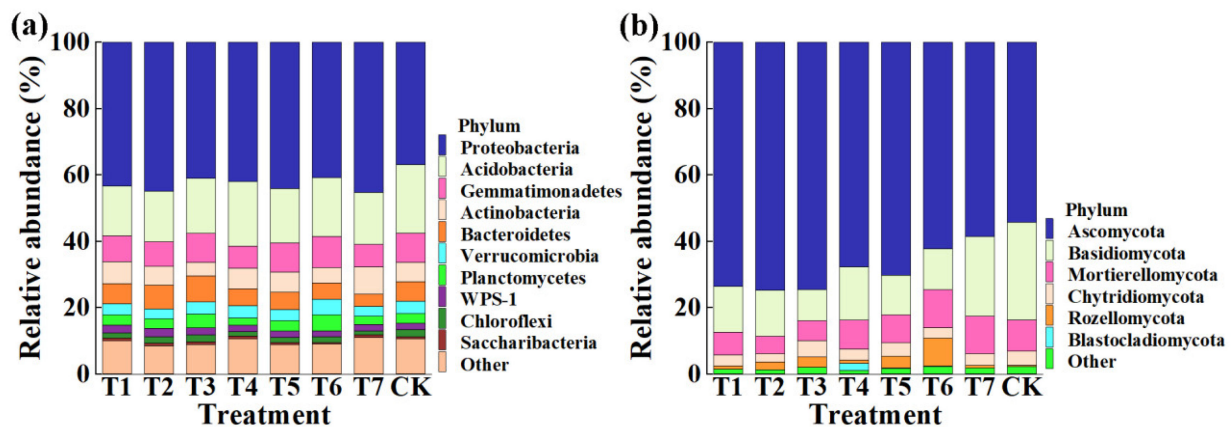 (a)
100
80
60
40
20
0
Relative abundance (%)
T1 T2 T3 T4 T5 T6 T7 CK
Treatment
Phylum
Proteobacteria
Acidobacteria
Gemmatimonadetes
Actinobacteria
Bacteroidetes
Verrucomicrobia
Planctomycetes
WPS-1
Chloroflexi
Saccharibacteria
Other
(b)
100
80
60
40
20
0
Relative abundance (%)
T1 T2 T3 T4 T5 T6 T7 CK
Treatment
Phylum
Ascomycota
Basidiomycota
Mortierellomycota
Chytridiomycota
Rozellomycota
Blastocladiomycota
Other